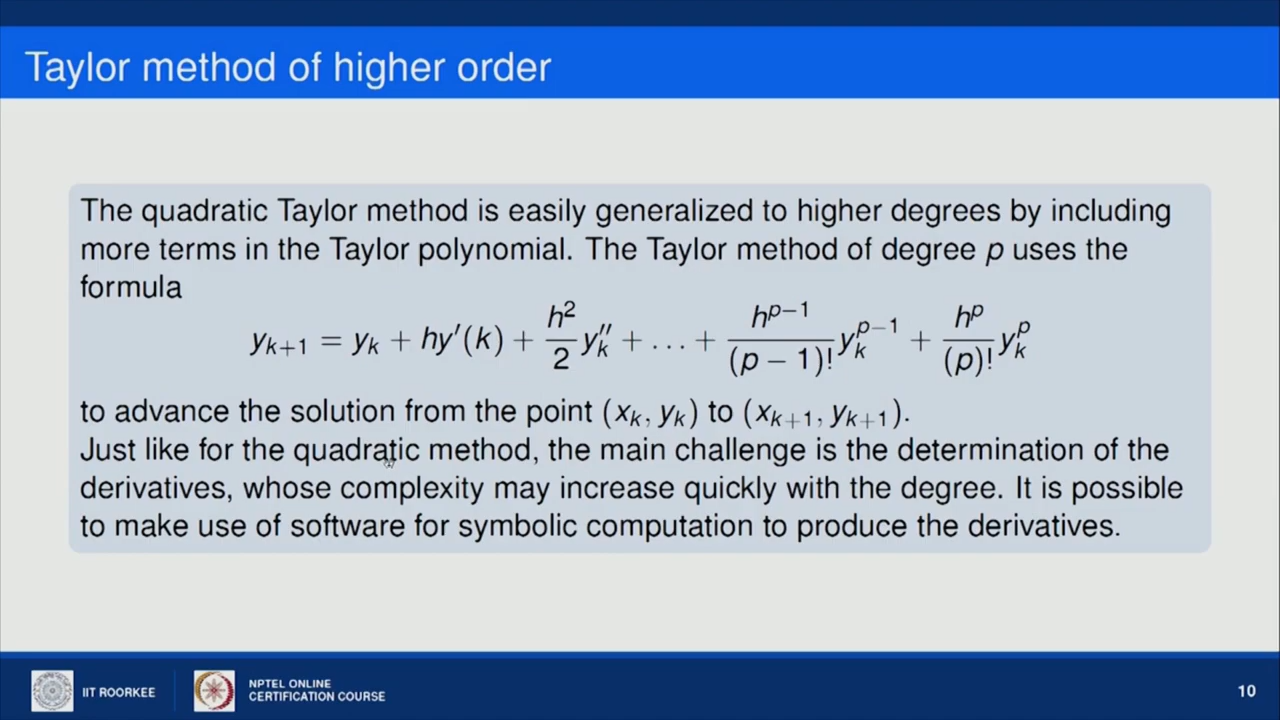 Taylor method of higher order
The quadratic Taylor method is easily generalized to higher degrees by including
more terms in the Taylor polynomial. The Taylor method of degree p uses the
formula
y_{k+1} = y_k + hy′(k) + \frac{h^2}{2} y″_k + … + \frac{h^{p−1}}{(p − 1)!} y_k^{p−1} + \frac{h^p}{(p)!} y_k^p
to advance the solution from the point (x_k, y_k) to (x_{k+1}, y_{k+1}).
Just like for the quadratic method, the main challenge is the determination of the
derivatives, whose complexity may increase quickly with the degree. It is possible
to make use of software for symbolic computation to produce the derivatives.
IIT ROORKEE
NPTEL ONLINE
CERTIFICATION COURSE
10